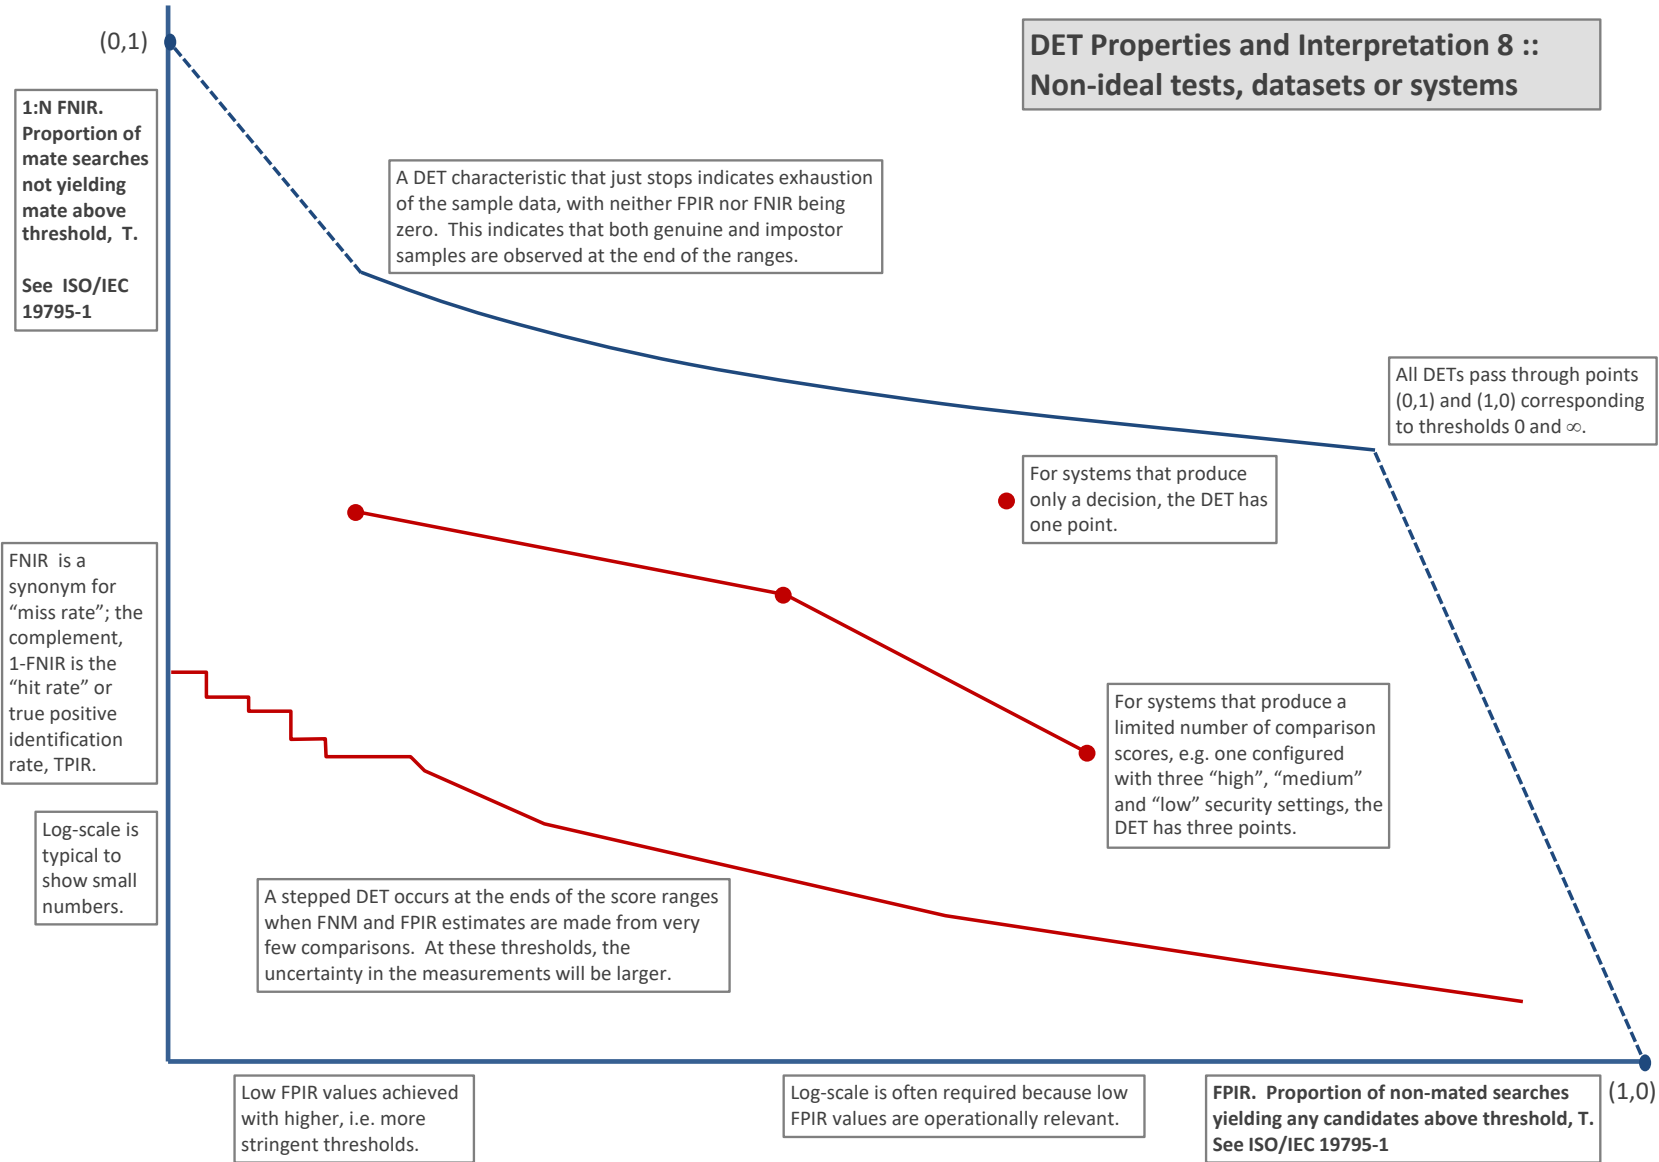 (0,1)
DET Properties and Interpretation 8 ::
Non-ideal tests, datasets or systems
1:N FNIR.
Proportion of
mate searches
not yielding
mate above
threshold, T.
See ISO/IEC
19795-1
A DET characteristic that just stops indicates exhaustion
of the sample data, with neither FPIR nor FNIR being
zero. This indicates that both genuine and impostor
samples are observed at the end of the ranges.
All DETs pass through points
(0,1) and (1,0) corresponding
to thresholds 0 and ∞.
For systems that produce
only a decision, the DET has
one point.
FNIR is a
synonym for
“miss rate”; the
complement,
1-FNIR is the
“hit rate” or
true positive
identification
rate, TPIR.
For systems that produce a
limited number of comparison
scores, e.g. one configured
with three “high”, “medium”
and “low” security settings, the
DET has three points.
Log-scale is
typical to
show small
numbers.
A stepped DET occurs at the ends of the score ranges
when FNM and FPIR estimates are made from very
few comparisons. At these thresholds, the
uncertainty in the measurements will be larger.
Low FPIR values achieved
with higher, i.e. more
stringent thresholds.
Log-scale is often required because low
FPIR values are operationally relevant.
FPIR. Proportion of non-mated searches
yielding any candidates above threshold, T.
See ISO/IEC 19795-1
(1,0)